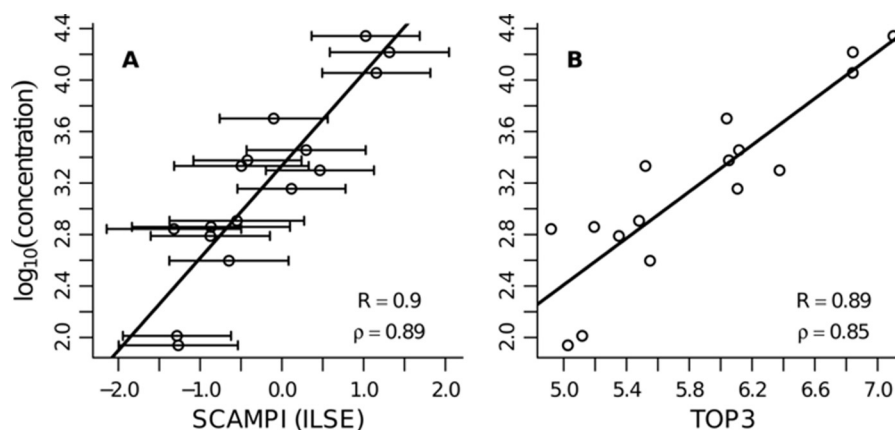 A
log10(concentration)
4.4
4.0
3.6
3.2
2.8
2.4
2.0
R = 0.9
ρ = 0.89
−2.0 −1.0 0.0 1.0 2.0
SCAMPI (ILSE)
B
4.4
4.0
3.6
3.2
2.8
2.4
2.0
R = 0.89
ρ = 0.85
5.0 5.4 5.8 6.2 6.6 7.0
TOP3